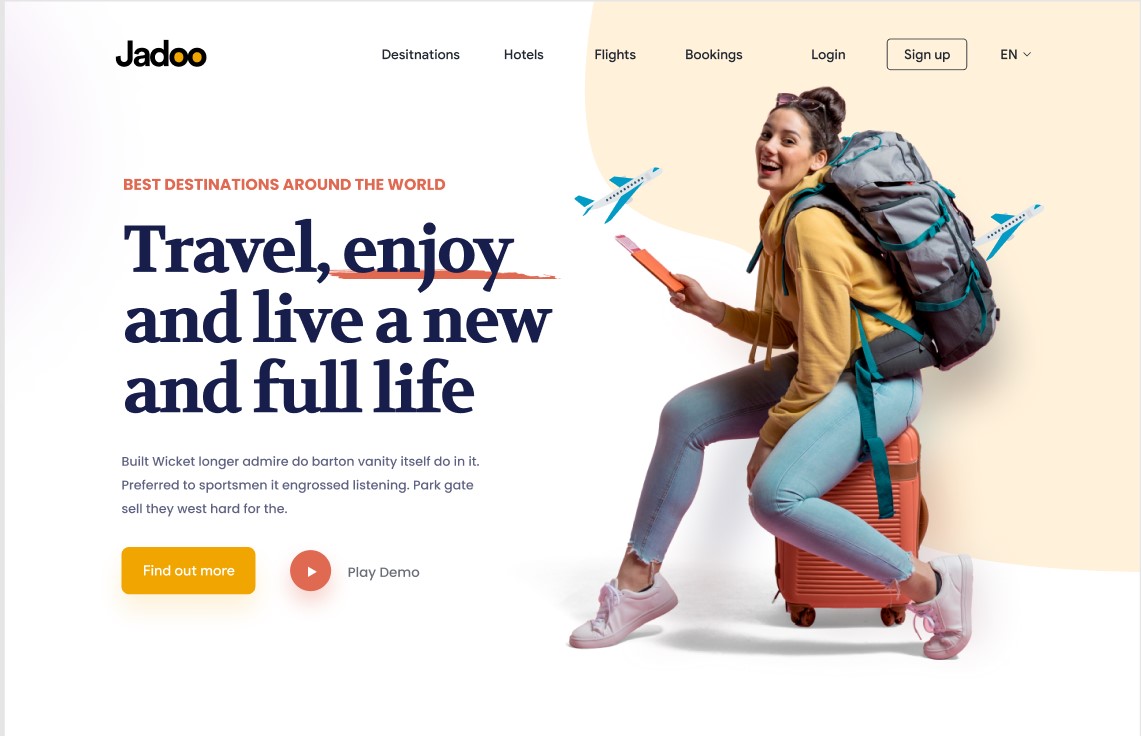 Jadoo
Desitnations Hotels Flights Bookings Login Sign up EN
BEST DESTINATIONS AROUND THE WORLD
Travel, enjoy
and live a new
and full life
Built Wicket longer admire do barton vanity itself do in it.
Preferred to sportsmen it engrossed listening. Park gate
sell they west hard for the.
Find out more
Play Demo